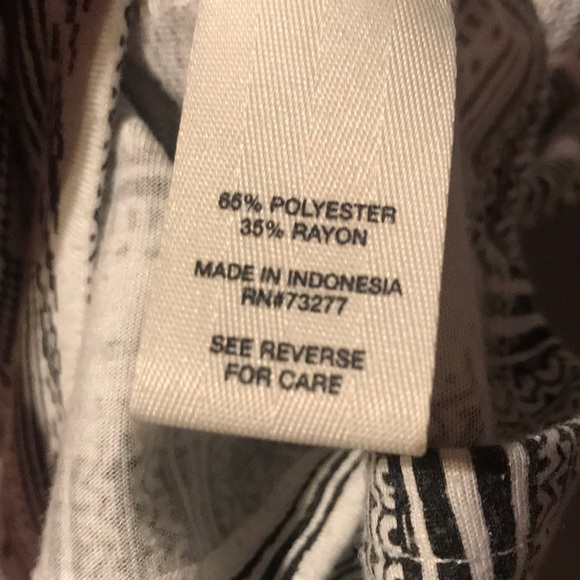 65% POLYESTER
35% RAYON
MADE IN INDONESIA
RN#73277
SEE REVERSE
FOR CARE